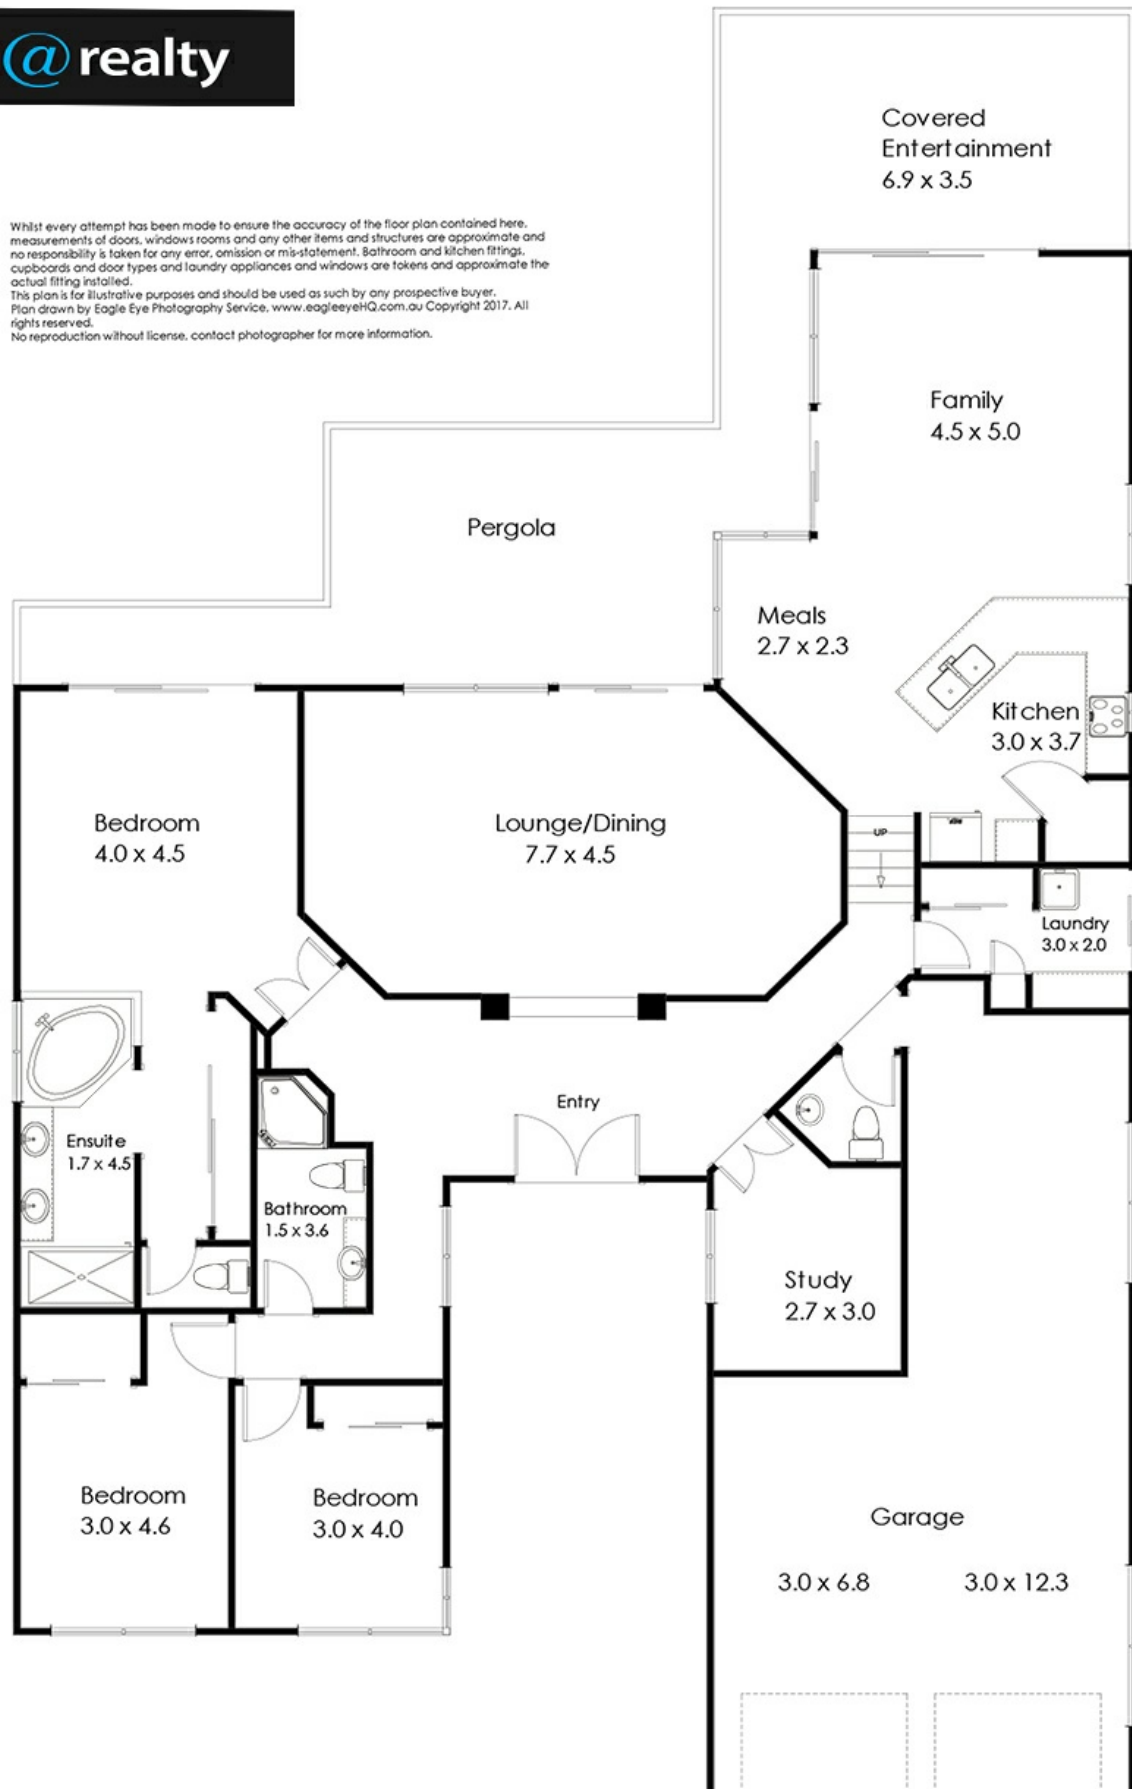 @realty
Covered
Entertainment
6.9 x 3.5
Whilst every attempt has been made to ensure the accuracy of the floor plan contained here,
measurements of doors, windows rooms and any other items and structures are approximate and
no responsibility is taken for any error, omission or mis-statement. Bathroom and kitchen fittings,
cupboards and door types and laundry appliances and windows are tokens and approximate the
actual fitting installed.
This plan is for illustrative purposes and should be used as such by any prospective buyer.
Plan drawn by Eagle Eye Photography Service, www.eagleeyeHQ.com.au Copyright 2017. All
rights reserved.
No reproduction without license, contact photographer for more information.
Family
4.5 x 5.0
Pergola
Meals
2.7 x 2.3
Kitchen
3.0 x 3.7
Bedroom
4.0 x 4.5
Lounge/Dining
7.7 x 4.5
UP
Laundry
3.0 x 2.0
Entry
Ensuite
1.7 x 4.5
Bathroom
1.5 x 3.6
Study
2.7 x 3.0
Bedroom
3.0 x 4.6
Bedroom
3.0 x 4.0
Garage
3.0 x 6.8
3.0 x 12.3